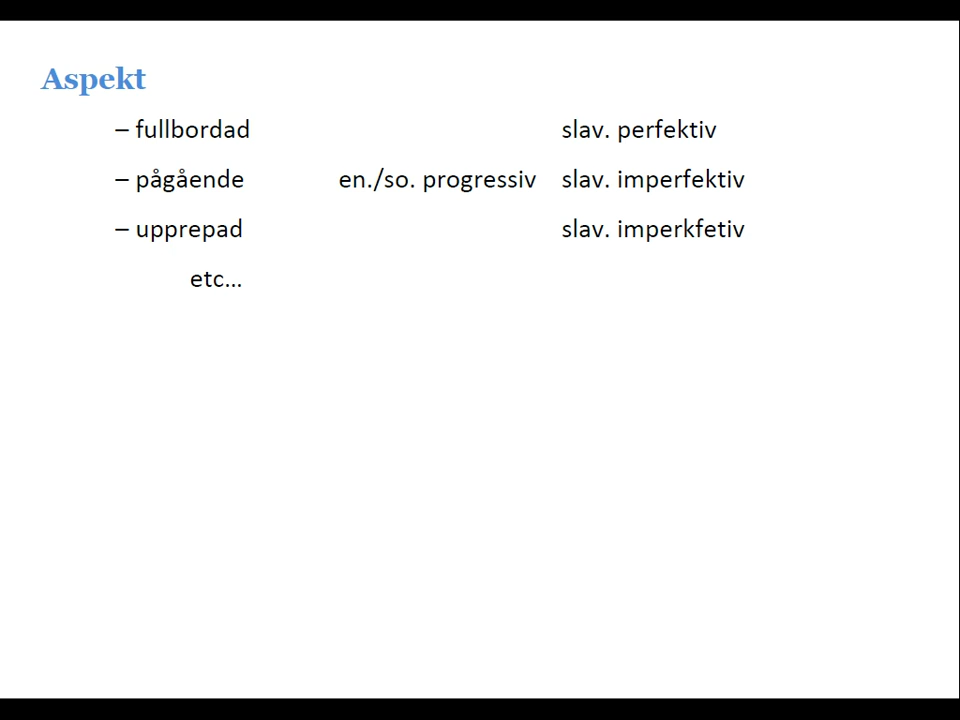 Aspekt
– fullbordad slav. perfektiv
– pågående en./so. progressiv slav. imperfektiv
– upprepad slav. imperkfetiv
etc...